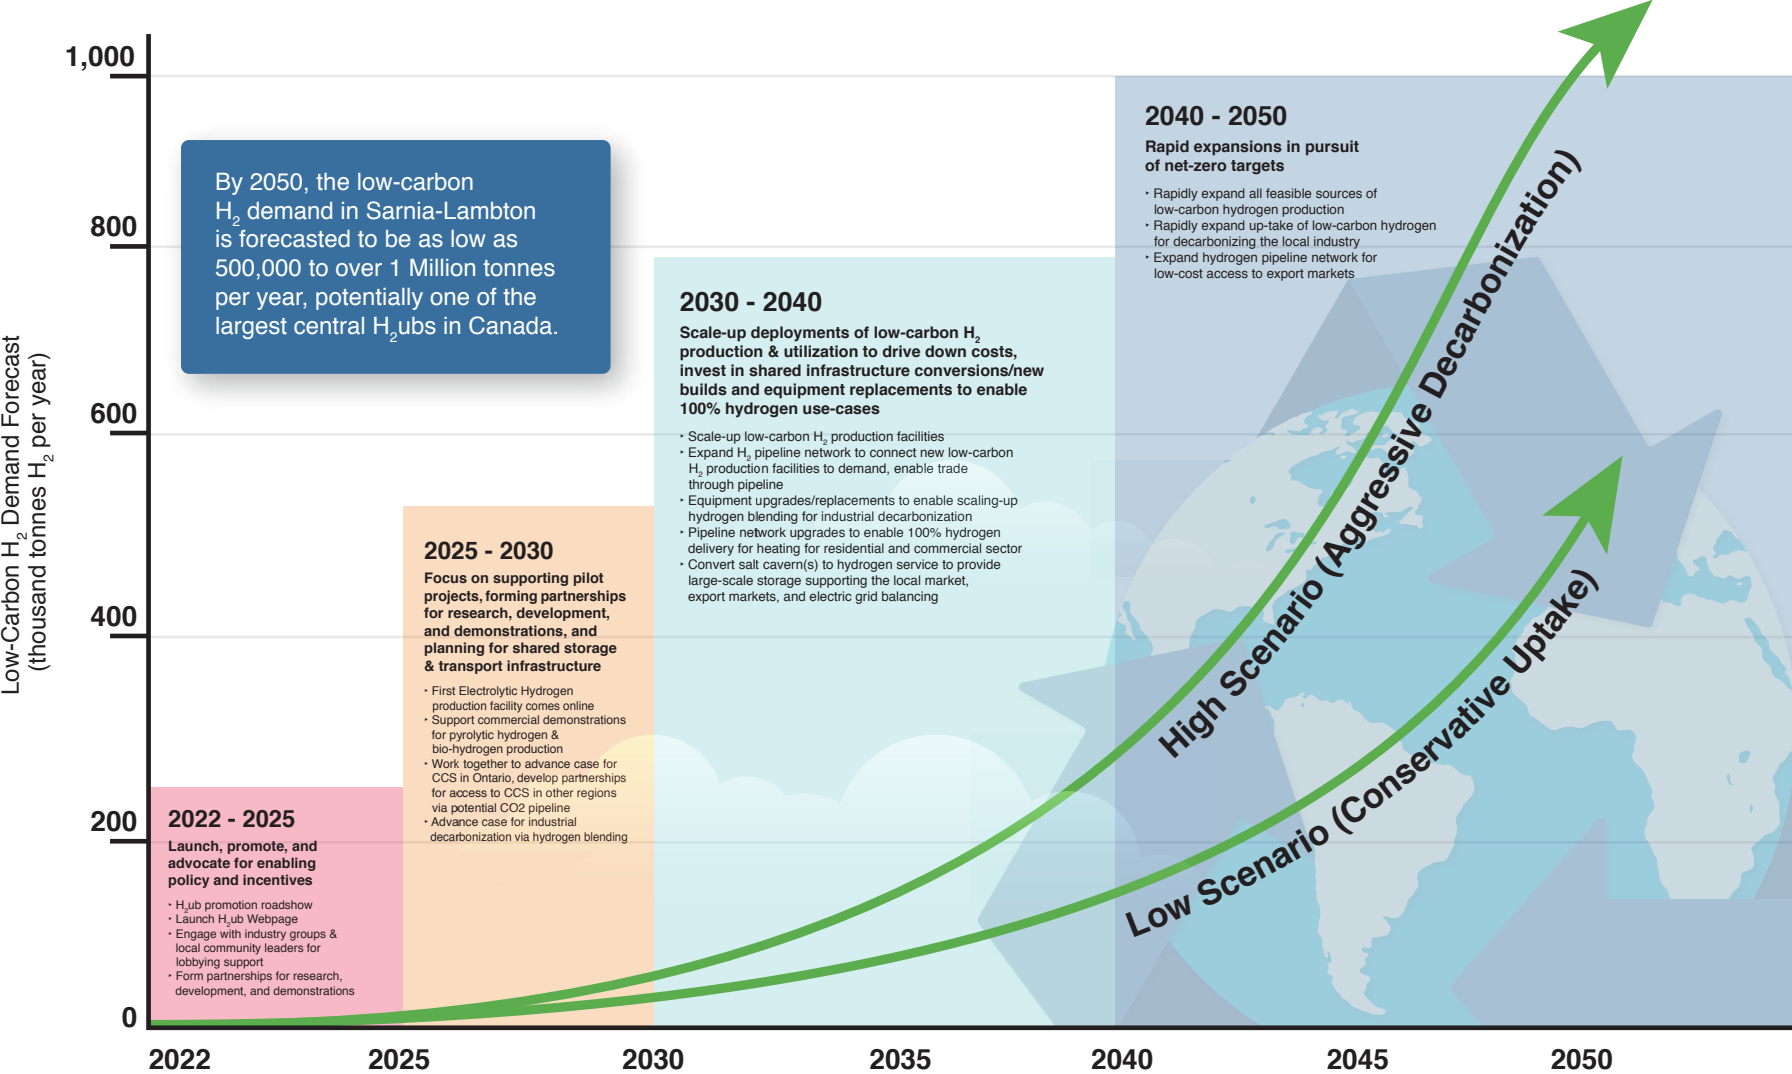 Low-Carbon H2 Demand Forecast
(thousand tonnes H2 per year)
1,000
800
600
400
200
0
By 2050, the low-carbon
H2 demand in Sarnia-Lambton
is forecasted to be as low as
500,000 to over 1 Million tonnes
per year, potentially one of the
largest central H2ubs in Canada.
2022 - 2025
Launch, promote, and
advocate for enabling
policy and incentives
‣ H2ub promotion roadshow
‣ Launch H2ub Webpage
‣ Engage with industry groups &
local community leaders for
lobbying support
‣ Form partnerships for research,
development, and demonstrations
2025 - 2030
Focus on supporting pilot
projects, forming partnerships
for research, development,
and demonstrations, and
planning for shared storage
& transport infrastructure
‣ First Electrolytic Hydrogen
production facility comes online
‣ Support commercial demonstrations
for pyrolytic hydrogen &
bio-hydrogen production
‣ Work together to advance case for
CCS in Ontario, develop partnerships
for access to CCS in other regions
via potential CO2 pipeline
‣ Advance case for industrial
decarbonization via hydrogen blending
2030 - 2040
Scale-up deployments of low-carbon H2
production & utilization to drive down costs,
invest in shared infrastructure conversions/new
builds and equipment replacements to enable
100% hydrogen use-cases
‣ Scale-up low-carbon H2 production facilities
‣ Expand H2 pipeline network to connect new low-carbon
H2 production facilities to demand, enable trade
through pipeline
‣ Equipment upgrades/replacements to enable scaling-up
hydrogen blending for industrial decarbonization
‣ Pipeline network upgrades to enable 100% hydrogen
delivery for heating for residential and commercial sector
‣ Convert salt cavern(s) to hydrogen service to provide
large-scale storage supporting the local market,
export markets, and electric grid balancing
2040 - 2050
Rapid expansions in pursuit
of net-zero targets
‣ Rapidly expand all feasible sources of
low-carbon hydrogen production
‣ Rapidly expand up-take of low-carbon hydrogen
for decarbonizing the local industry
‣ Expand hydrogen pipeline network for
low-cost access to export markets
High Scenario (Aggressive Decarbonization)
Low Scenario (Conservative Uptake)
2022
2025
2030
2035
2040
2045
2050